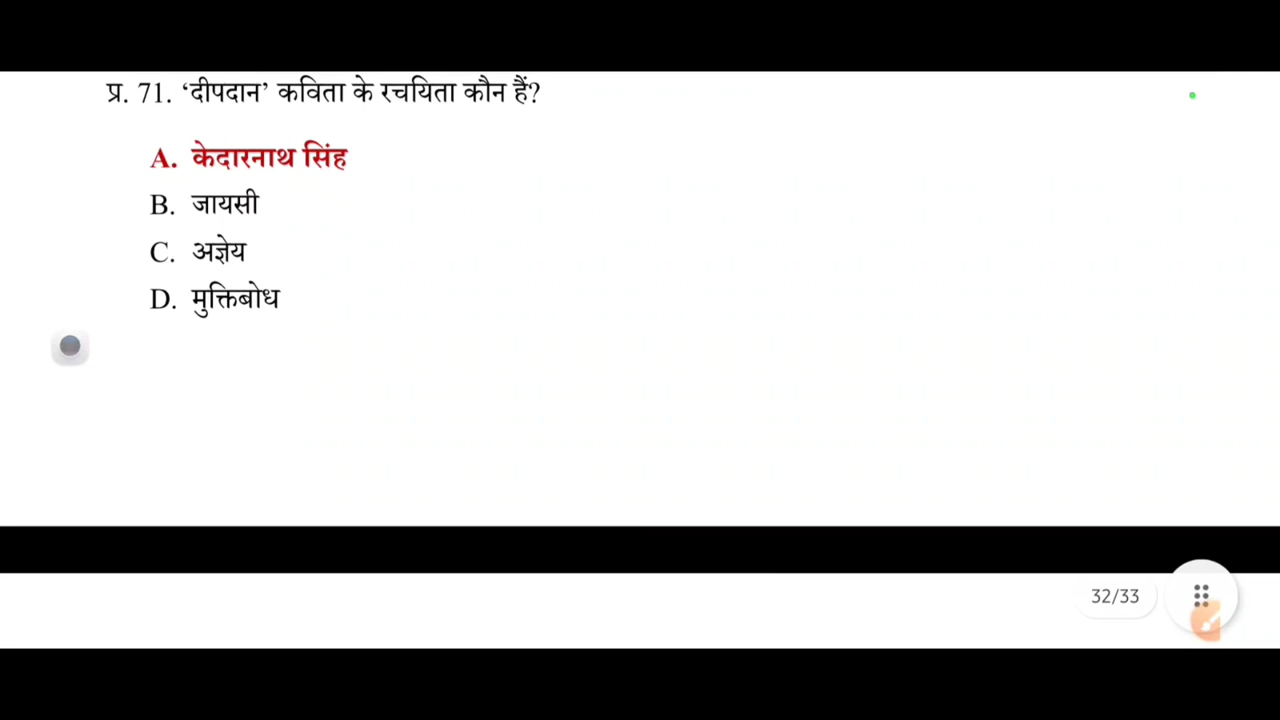 प्र. 71. ‘दीपदान’ कविता के रचयिता कौन हैं?
A. केदारनाथ सिंह
B. जायसी
C. अज्ञेय
D. मुक्तिबोध
32/33